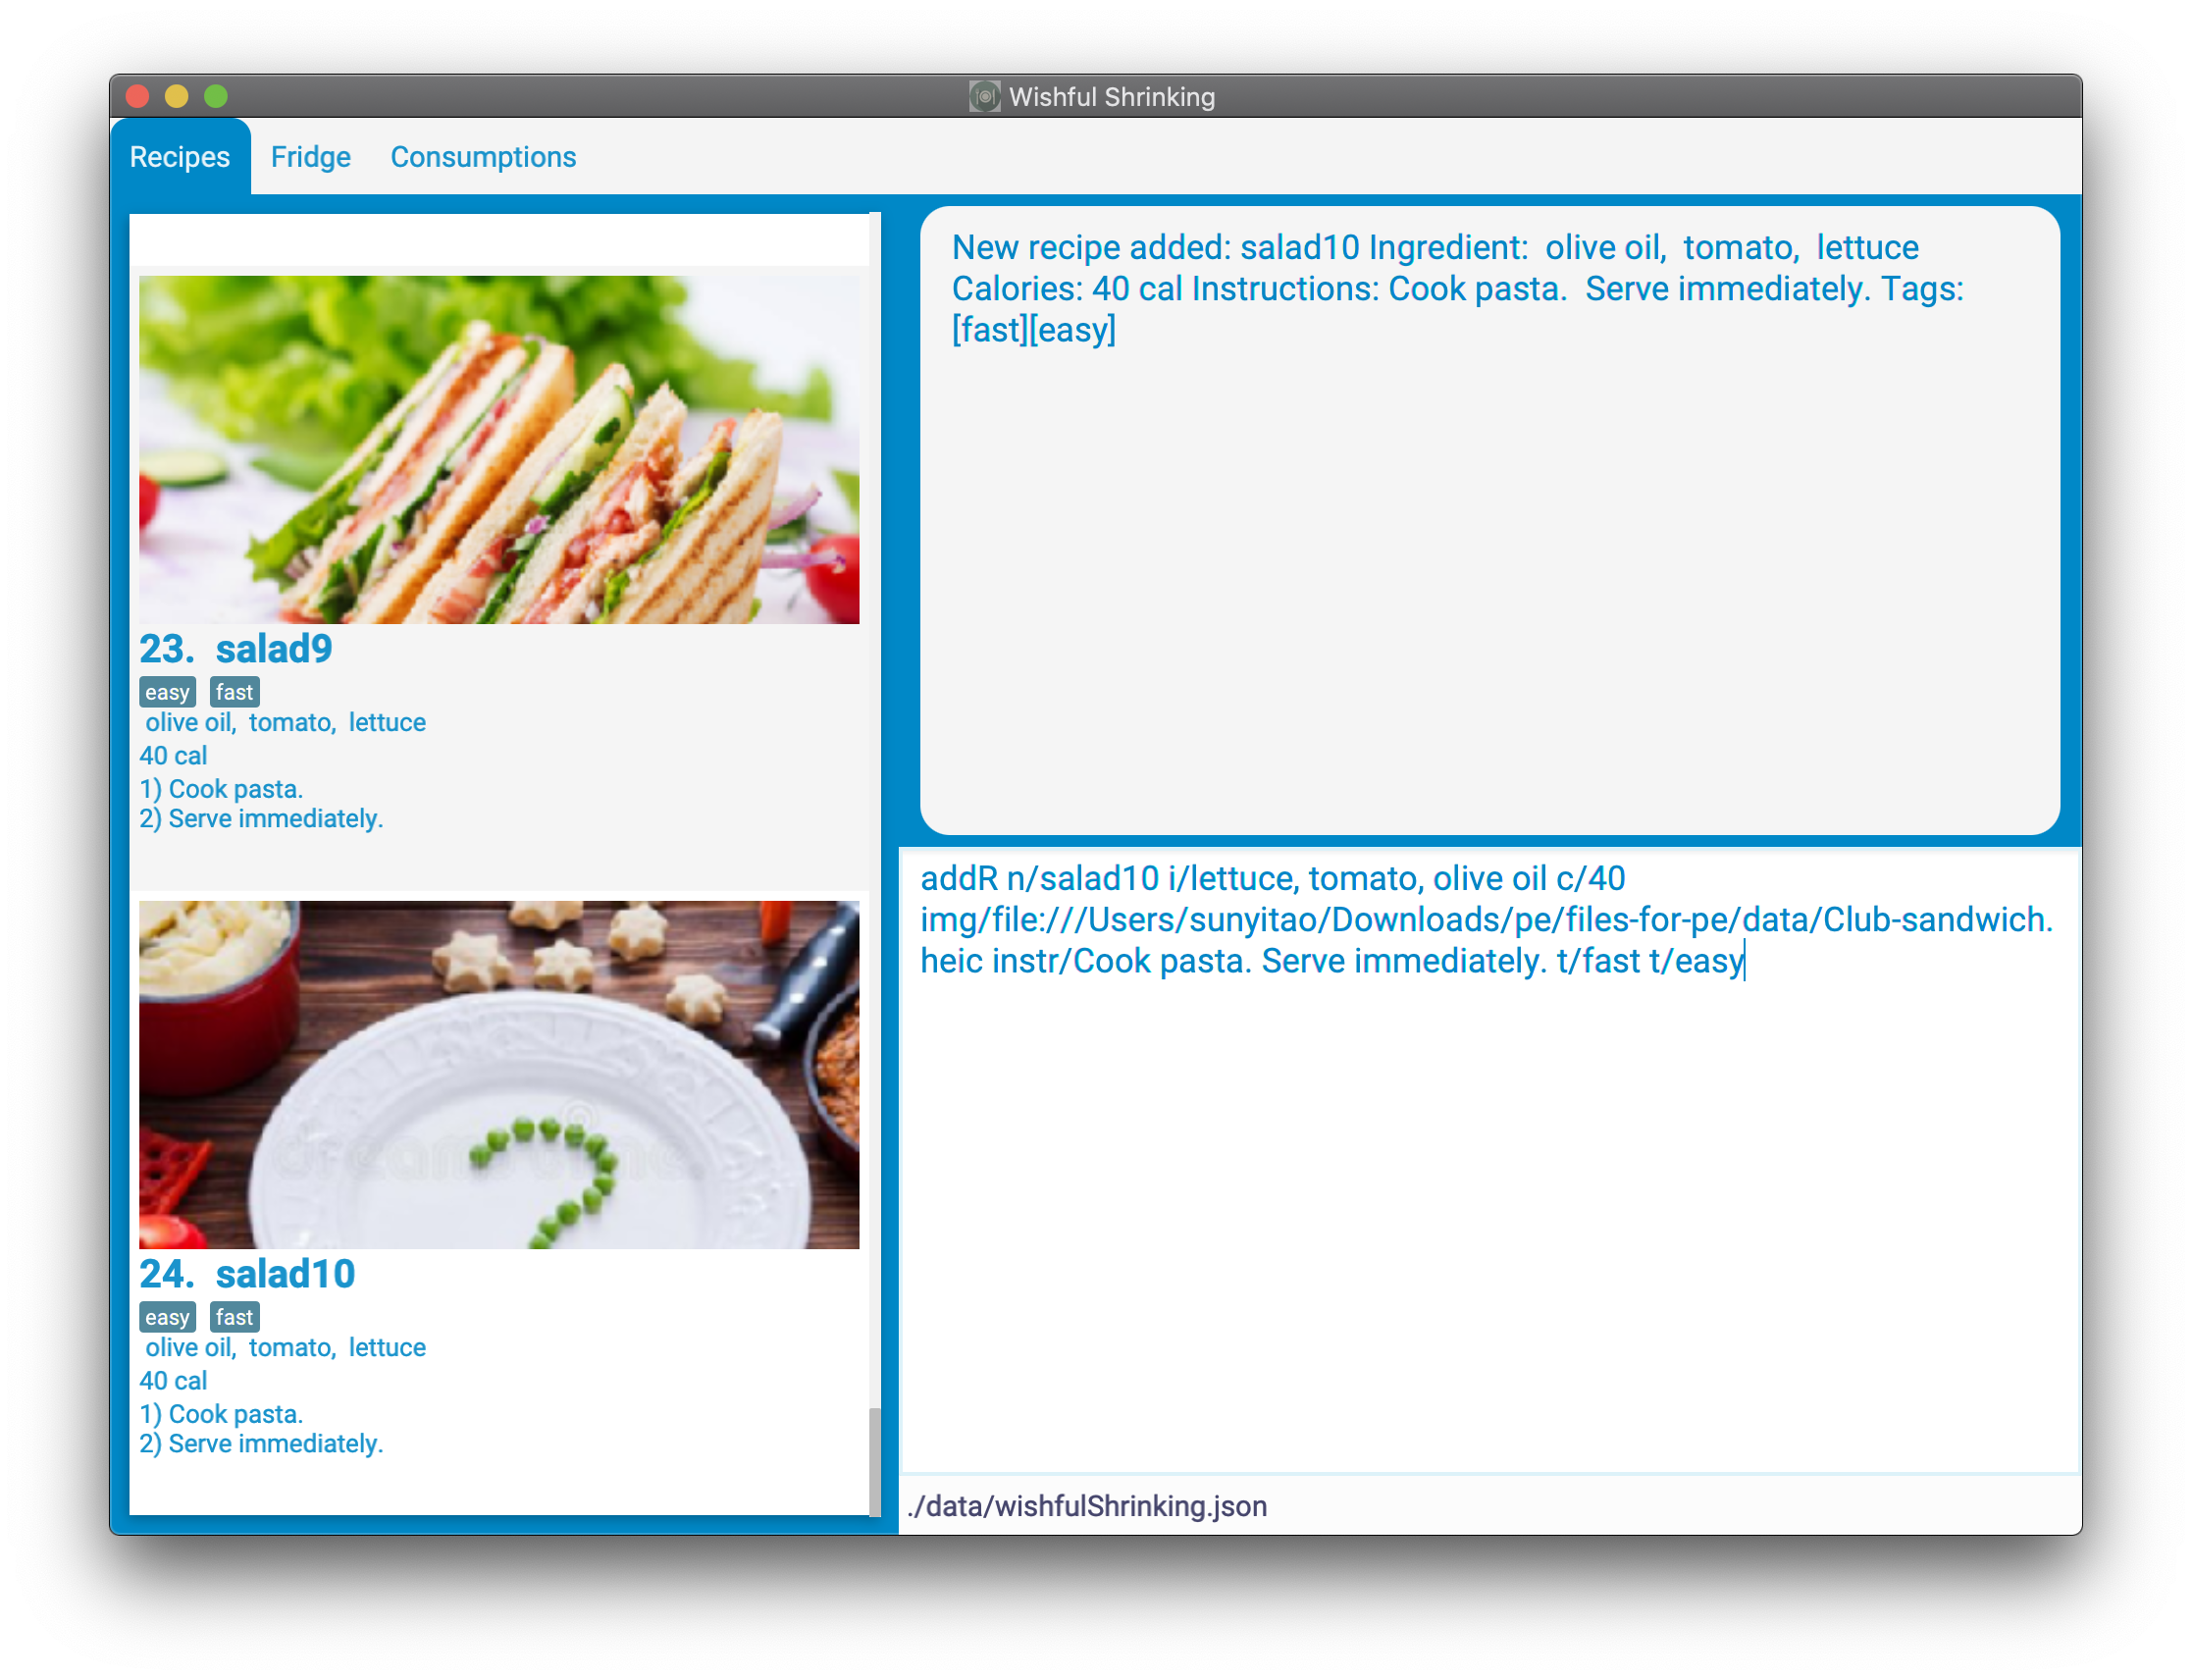 Wishful Shrinking
Recipes Fridge Consumptions
23. salad9
easy fast
olive oil, tomato, lettuce
40 cal
1) Cook pasta.
2) Serve immediately.
24. salad10
easy fast
olive oil, tomato, lettuce
40 cal
1) Cook pasta.
2) Serve immediately.
New recipe added: salad10 Ingredient: olive oil, tomato, lettuce
Calories: 40 cal Instructions: Cook pasta. Serve immediately. Tags:
[fast][easy]
addR n/salad10 i/lettuce, tomato, olive oil c/40
img/file:///Users/sunyitao/Downloads/pe/files-for-pe/data/Club-sandwich.
heic instr/Cook pasta. Serve immediately. t/fast t/easy
./data/wishfulShrinking.json